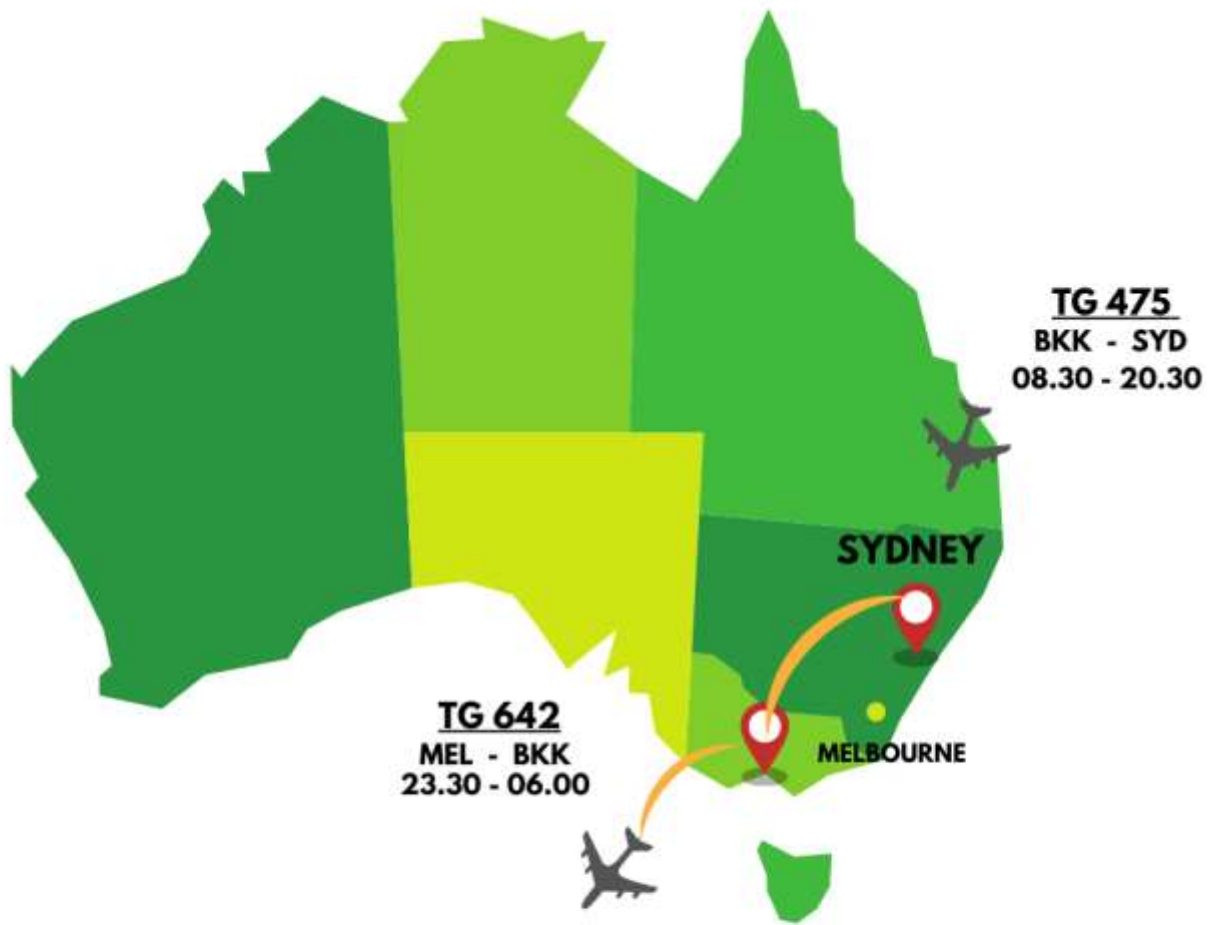 TG 475
BKK - SYD
08.30 - 20.30
SYDNEY
TG 642
MEL - BKK
23.30 - 06.00
MELBOURNE